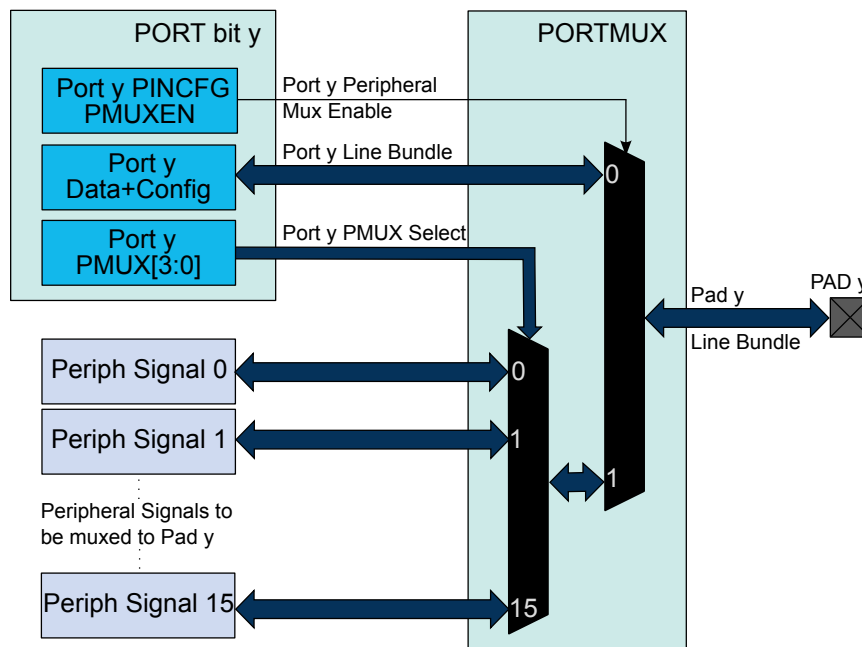 PORT bit y
PORTMUX
Port y PINCFG
PMUXEN
Port y Peripheral
Mux Enable
Port y
Data+Config
Port y Line Bundle
0
Port y
PMUX[3:0]
Port y PMUX Select
Pad y
Line Bundle
PAD y
Periph Signal 0
0
Periph Signal 1
1
1
Peripheral Signals to
be muxed to Pad y
Periph Signal 15
15